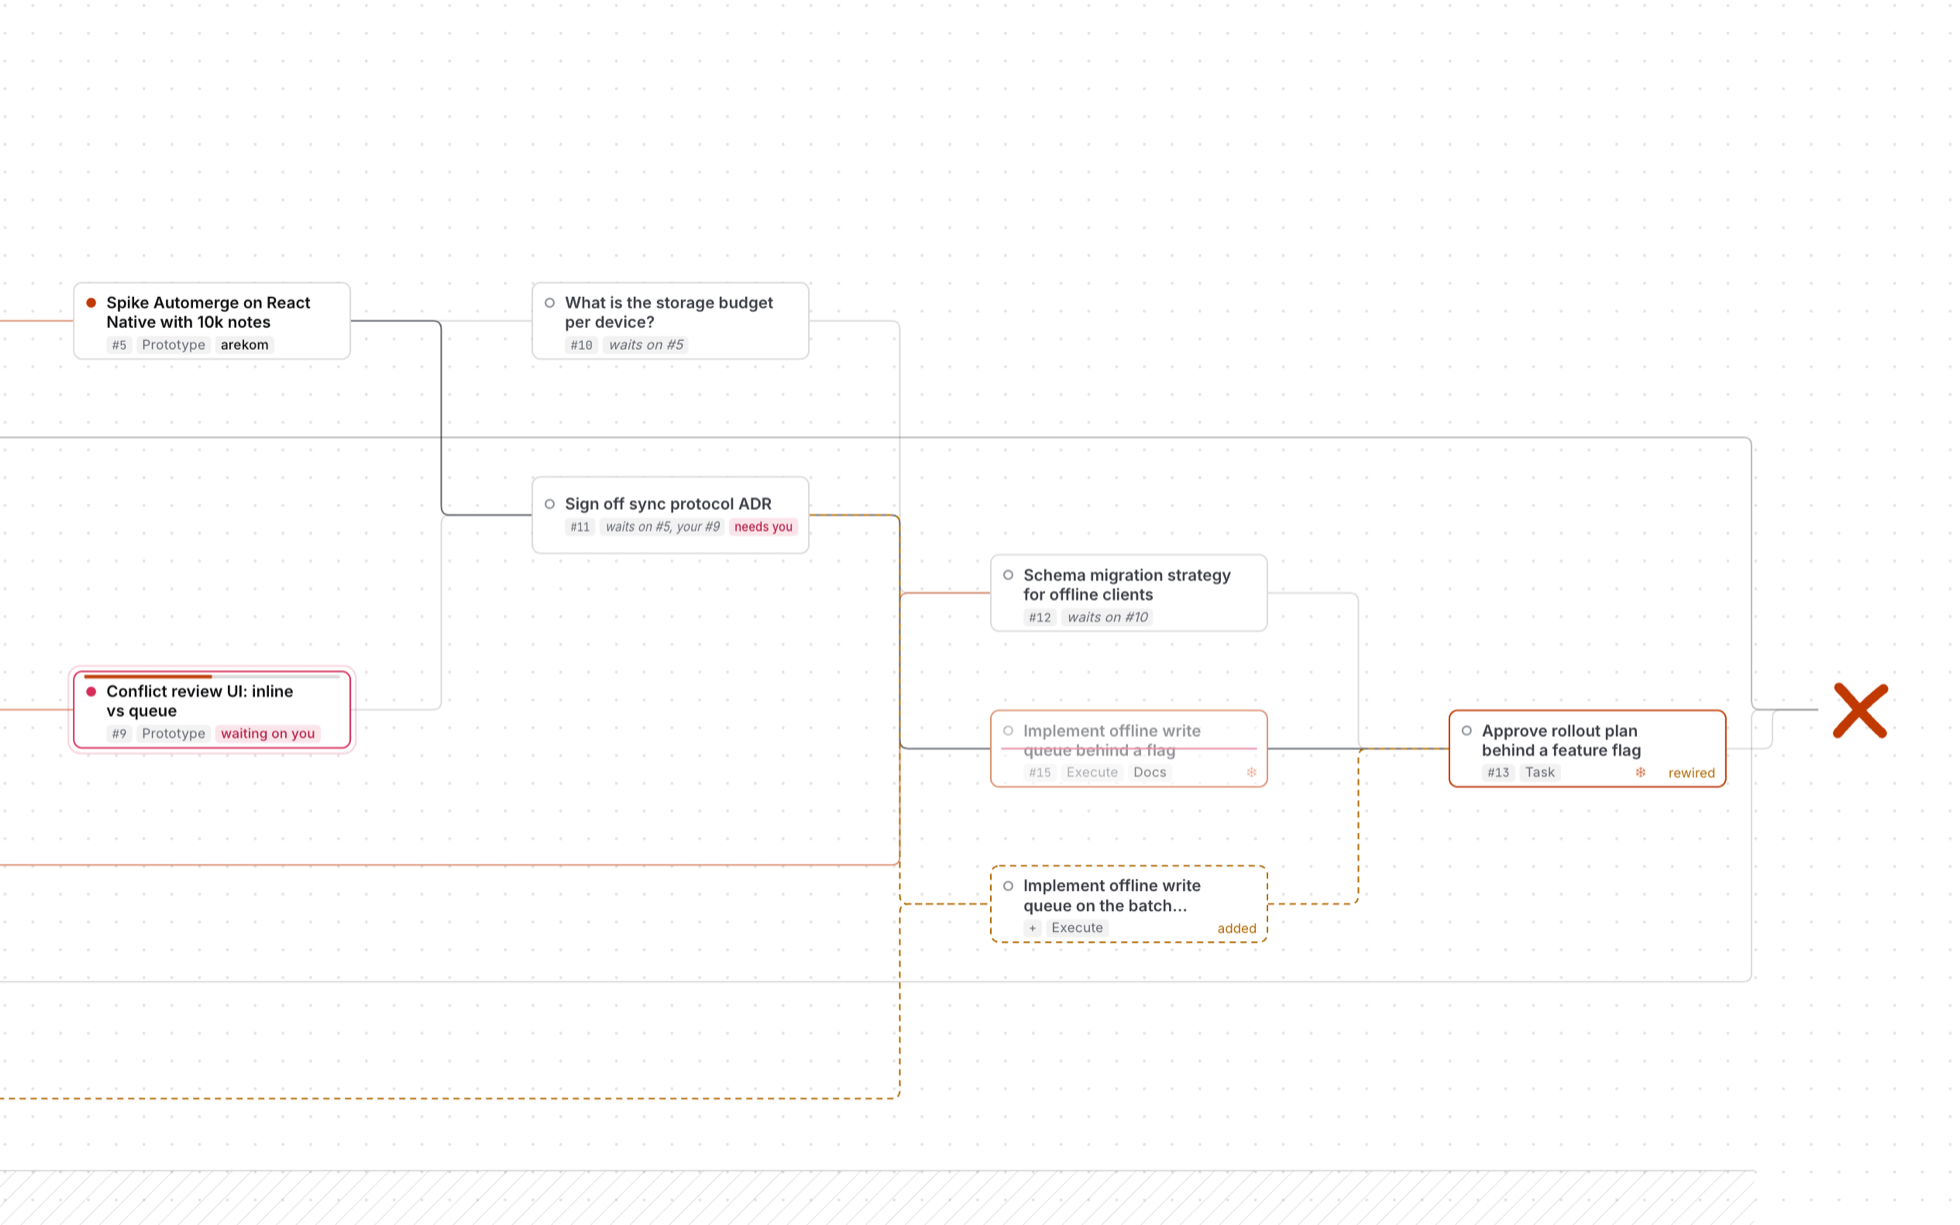 Spike Automerge on React
Native with 10k notes
#5 Prototype arekom
What is the storage budget
per device?
#10 waits on #5
Sign off sync protocol ADR
#11 waits on #5, your #9 needs you
Schema migration strategy
for offline clients
#12 waits on #10
Conflict review UI: inline
vs queue
#9 Prototype waiting on you
Implement offline write
queue behind a flag
#15 Execute Docs
Approve rollout plan
behind a feature flag
#13 Task rewired
Implement offline write
queue on the batch...
+ Execute added